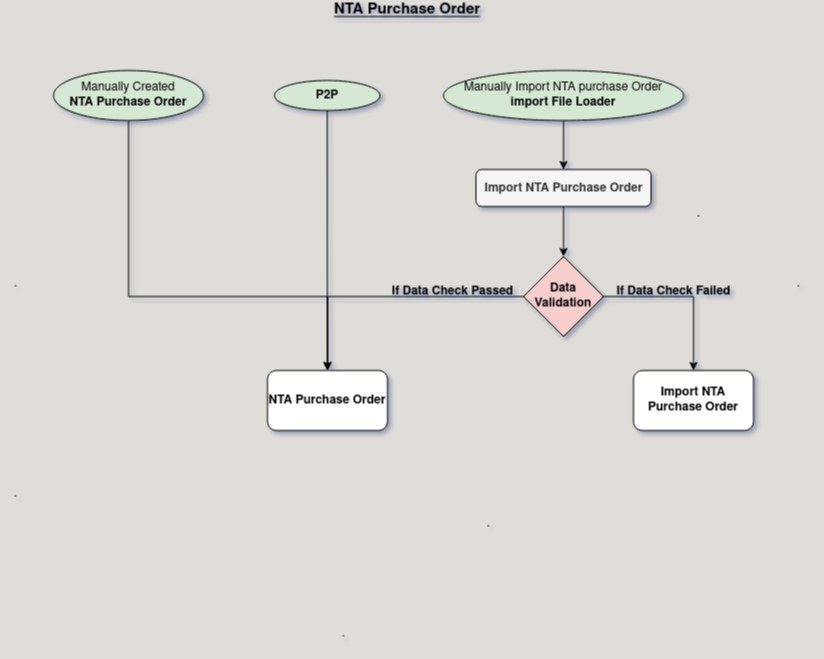 NTA Purchase Order
Manually Created
NTA Purchase Order
P2P
Manually Import NTA purchase Order
import File Loader
Import NTA Purchase Order
If Data Check Passed
Data
Validation
If Data Check Failed
NTA Purchase Order
Import NTA
Purchase Order